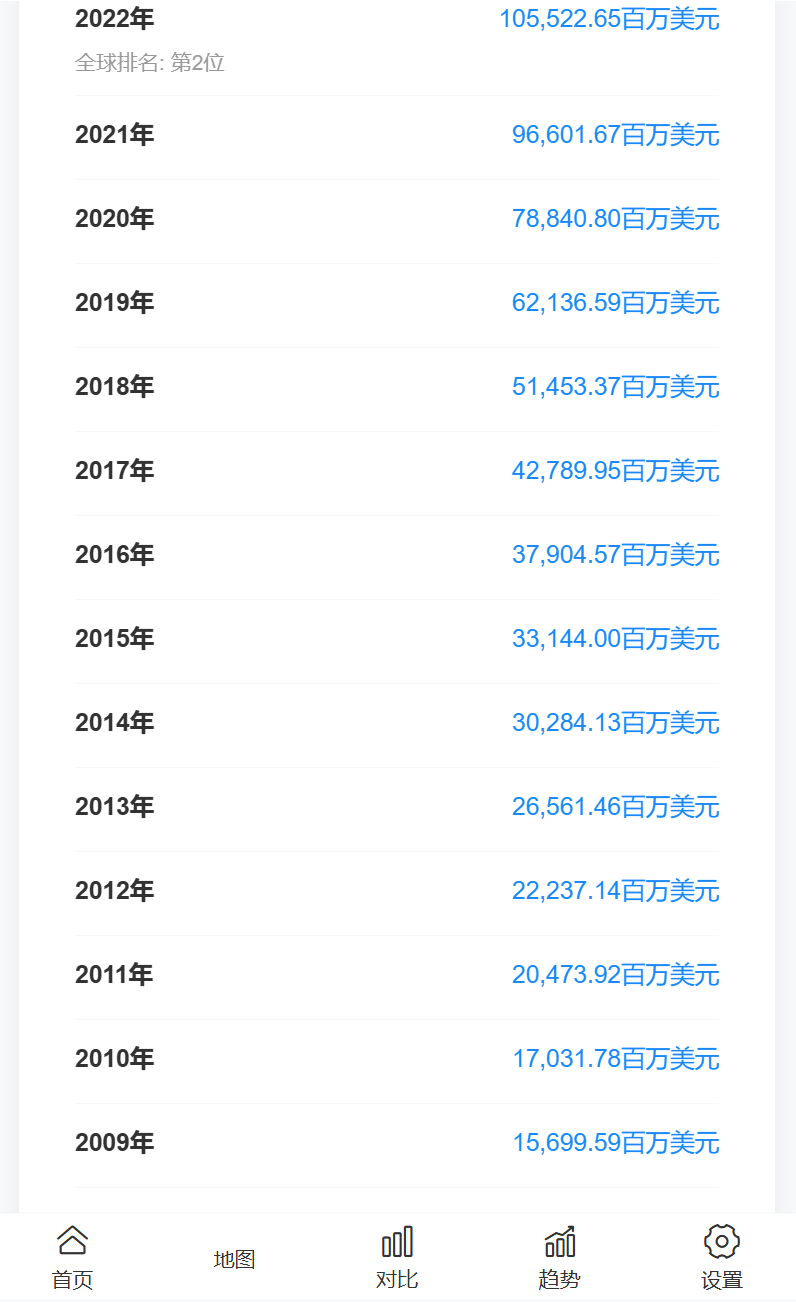 2022年 105,522.65百万美元
全球排名: 第2位
2021年 96,601.67百万美元
2020年 78,840.80百万美元
2019年 62,136.59百万美元
2018年 51,453.37百万美元
2017年 42,789.95百万美元
2016年 37,904.57百万美元
2015年 33,144.00百万美元
2014年 30,284.13百万美元
2013年 26,561.46百万美元
2012年 22,237.14百万美元
2011年 20,473.92百万美元
2010年 17,031.78百万美元
2009年 15,699.59百万美元
首页 地图 对比 趋势 设置